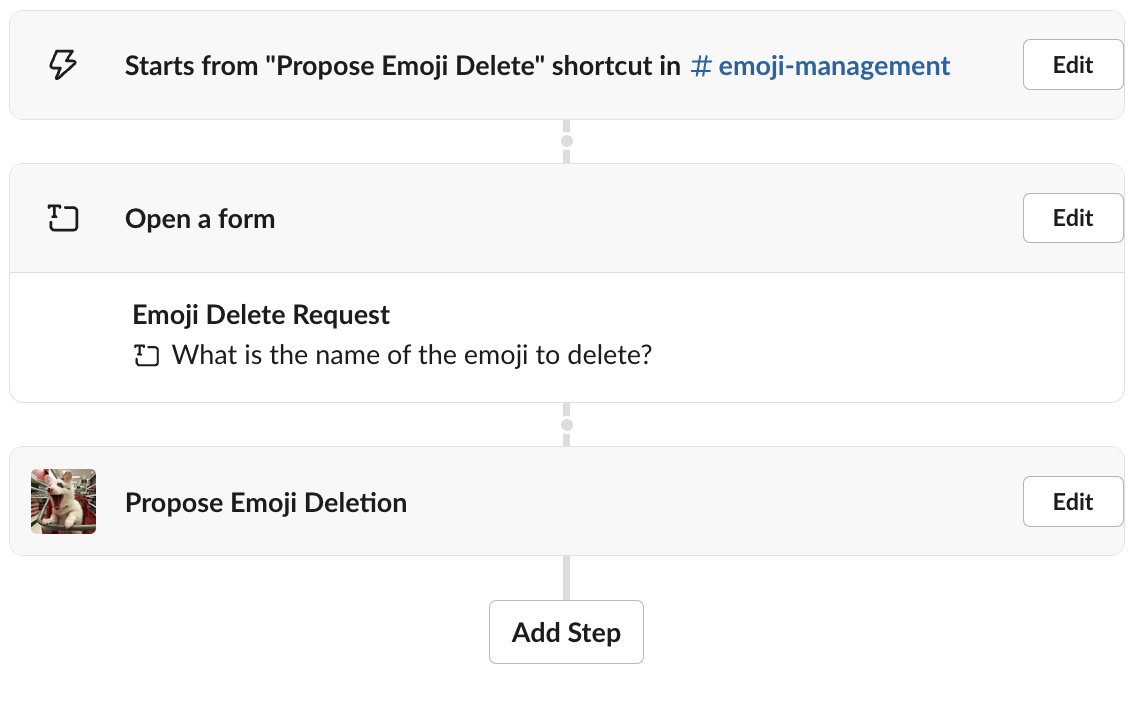 Starts from "Propose Emoji Delete" shortcut in # emoji-management
Edit
Open a form
Edit
Emoji Delete Request
What is the name of the emoji to delete?
Propose Emoji Deletion
Edit
Add Step